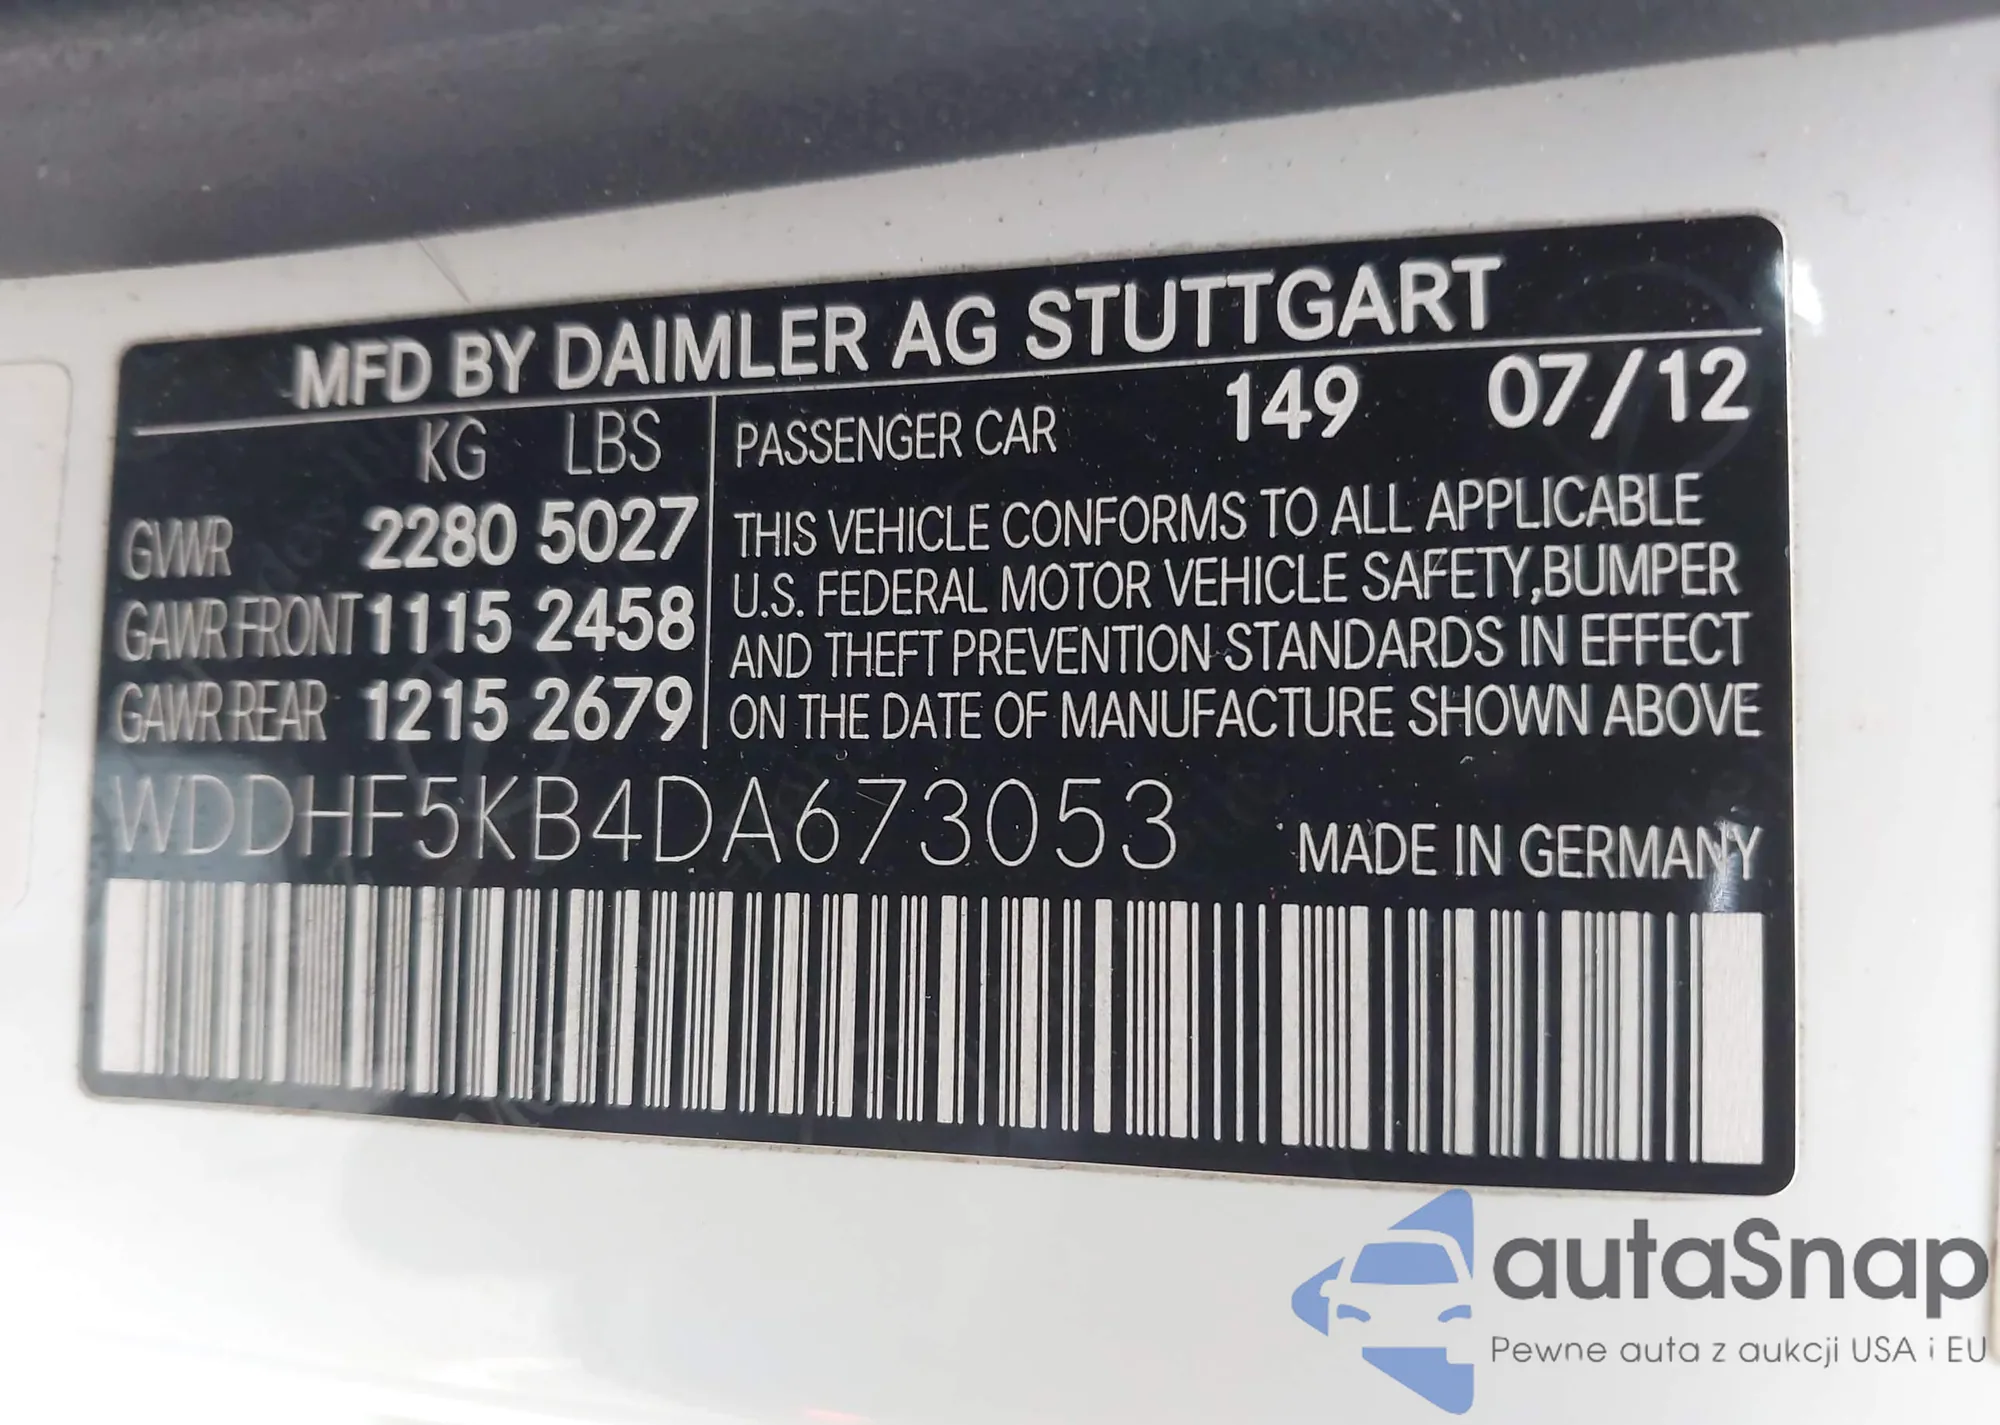 MFD BY DAIMLER AG STUTTGART
KG LBS
GVWR 2280 5027
GAWR FRONT 1115 2458
GAWR REAR 1215 2679
PASSENGER CAR 149 07/12
THIS VEHICLE CONFORMS TO ALL APPLICABLE
U.S. FEDERAL MOTOR VEHICLE SAFETY,BUMPER
AND THEFT PREVENTION STANDARDS IN EFFECT
ON THE DATE OF MANUFACTURE SHOWN ABOVE
WDDHF5KB4DA673053
MADE IN GERMANY
autaSnap
Pewne auta z aukcji USA i EU